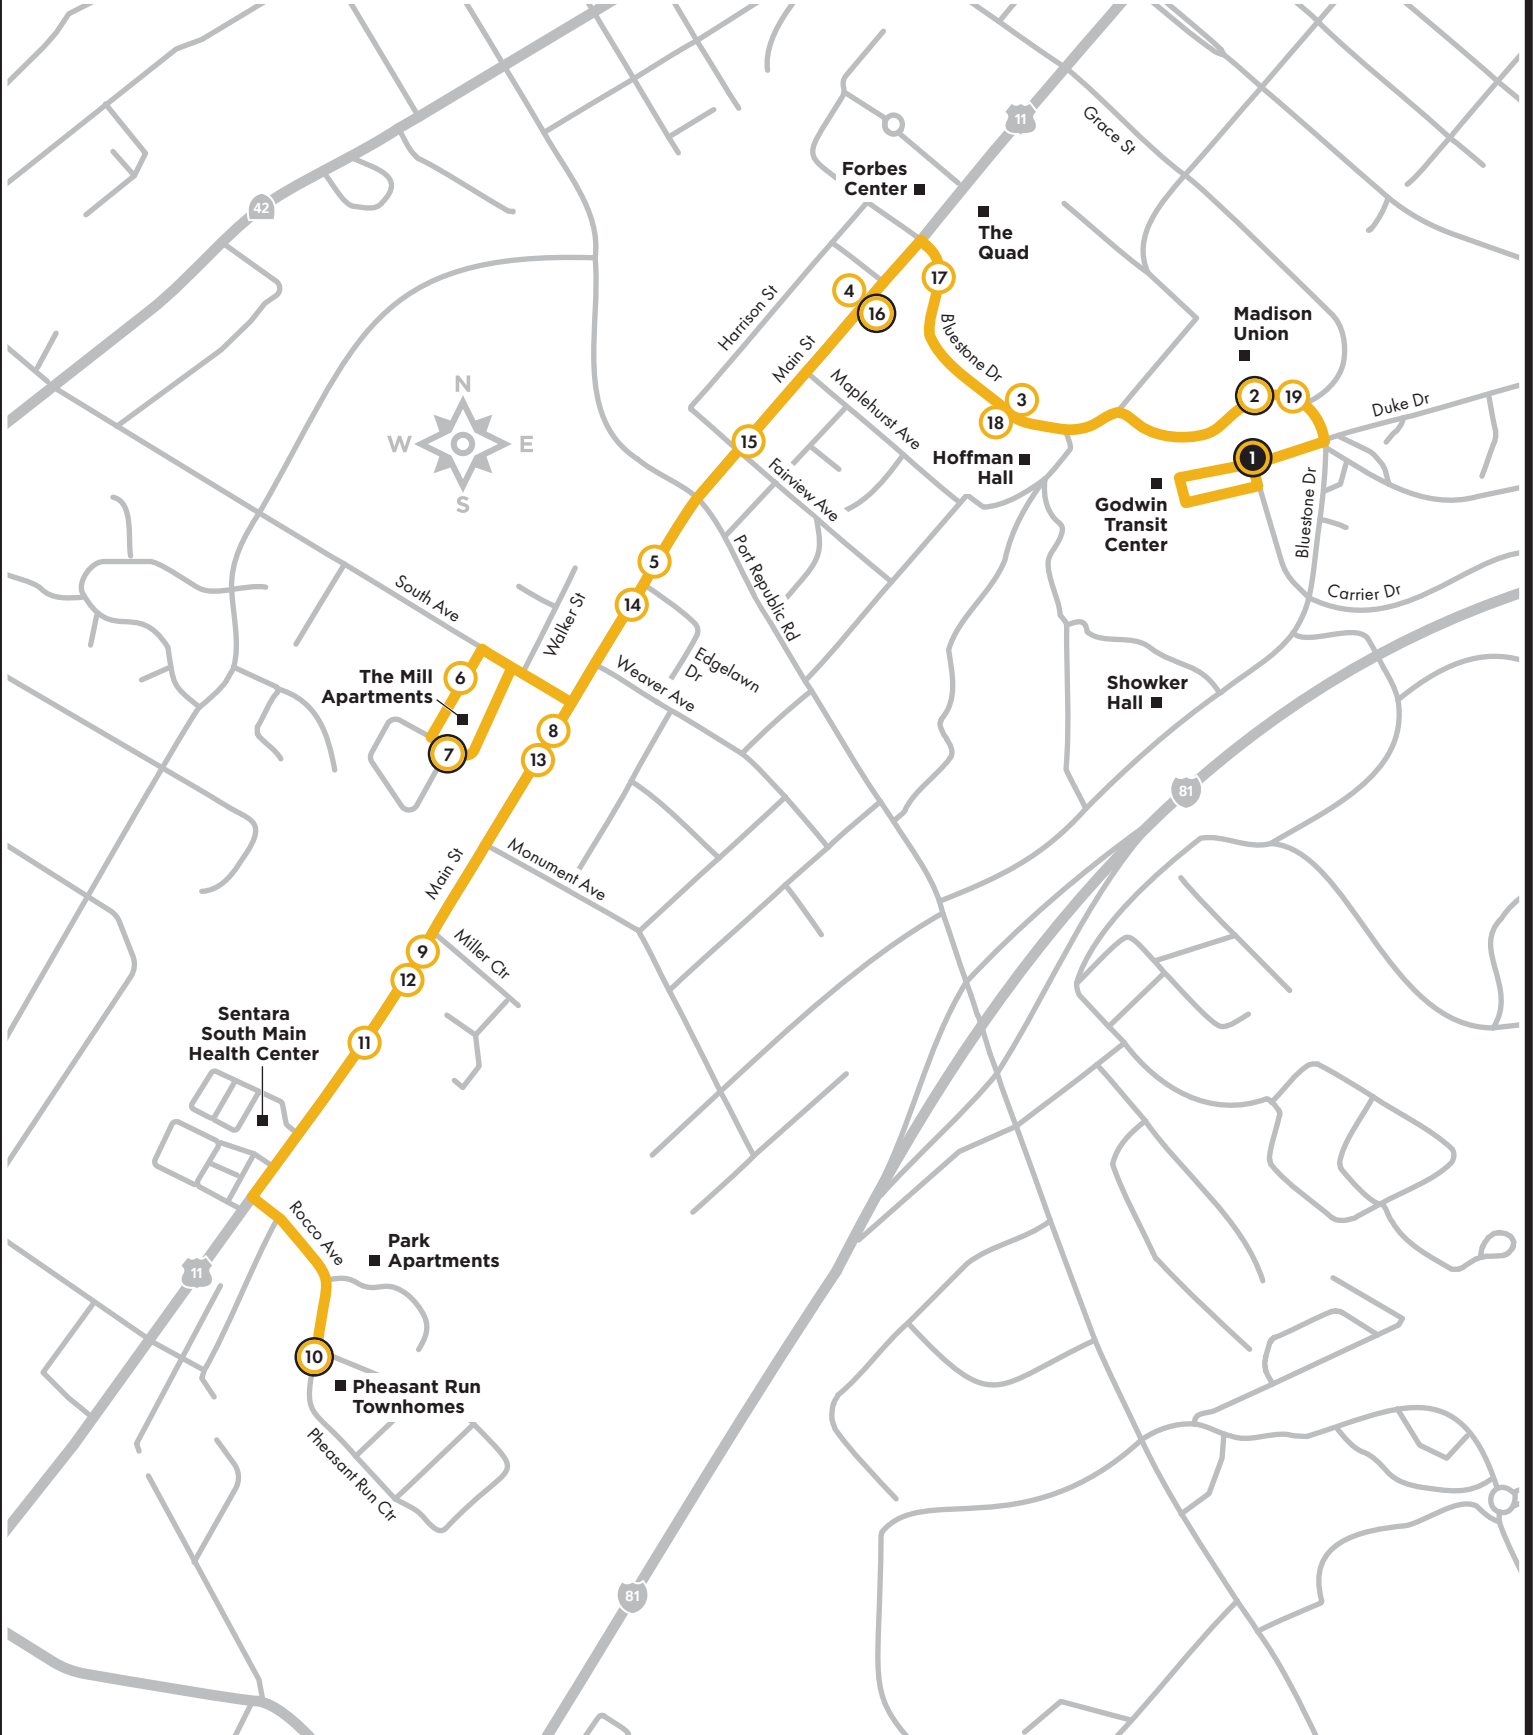 11
Grace St
Forbes
Center
42
The
Quad
17
4
16
Harrison St
Main St
Bluestone Dr
Madison
Union
N
W
E
S
Maplehurst Ave
3
18
2
19
Duke Dr
15
Hoffman
Hall
1
Fairview Ave
Godwin
Transit
Center
Bluestone Dr
5
Port Republic Rd
14
South Ave
Walker St
Carrier Dr
Edgelawn
Dr
Weaver Ave
The Mill
Apartments
6
Showker
Hall
7
8
13
81
Main St
Monument Ave
9
12
Miller Ctr
Sentara
South Main
Health Center
11
Rocco Ave
Park
Apartments
11
10
Pheasant Run
Townhomes
Pheasant Run Ctr
81